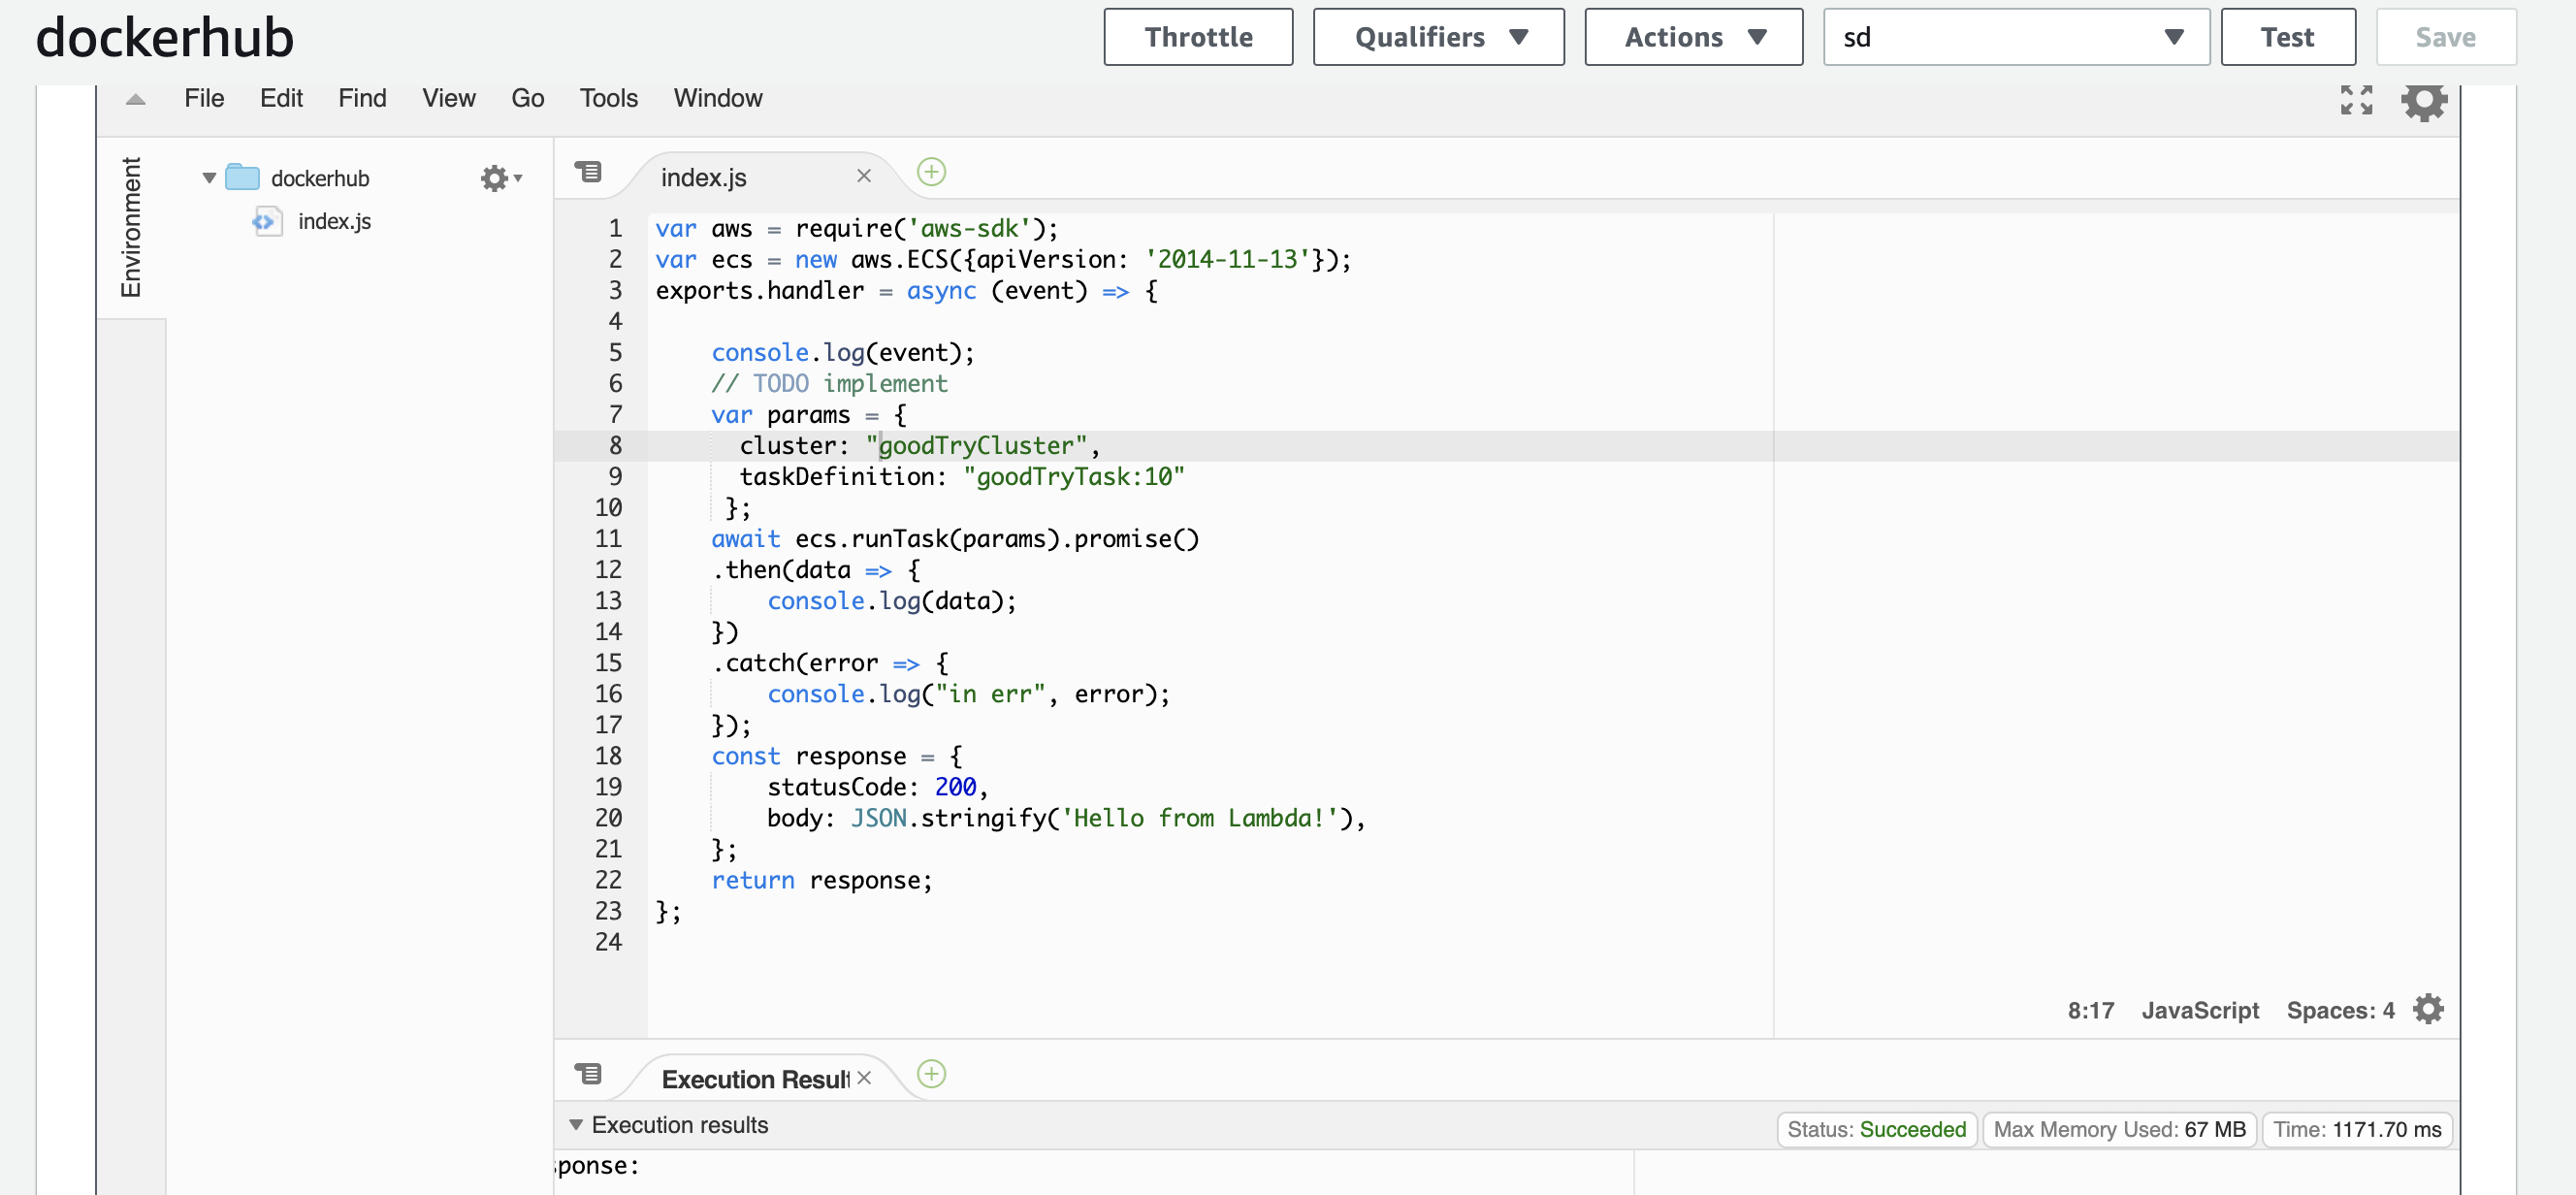 dockerhub
Throttle
Qualifiers
Actions
sd
Test
Save
File Edit Find View Go Tools Window
Environment
dockerhub
index.js
index.js
1 var aws = require('aws-sdk');
2 var ecs = new aws.ECS({apiVersion: '2014-11-13'});
3 exports.handler = async (event) => {
4
5     console.log(event);
6     // TODO implement
7     var params = {
8       cluster: "goodTryCluster",
9       taskDefinition: "goodTryTask:10"
10      };
11     await ecs.runTask(params).promise()
12     .then(data => {
13         console.log(data);
14     })
15     .catch(error => {
16         console.log("in err", error);
17     });
18     const response = {
19         statusCode: 200,
20         body: JSON.stringify('Hello from Lambda!'),
21     };
22     return response;
23 };
24
8:17 JavaScript Spaces: 4
Execution Result
Execution results
Status: Succeeded
Max Memory Used: 67 MB
Time: 1171.70 ms
sponse: